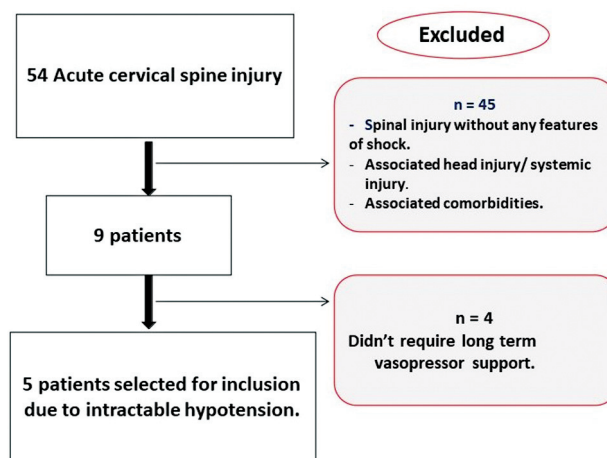 Excluded
54 Acute cervical spine injury
n = 45
- Spinal injury without any features
of shock.
- Associated head injury/ systemic
injury.
- Associated comorbidities.
9 patients
n = 4
Didn't require long term
vasopressor support.
5 patients selected for inclusion
due to intractable hypotension.